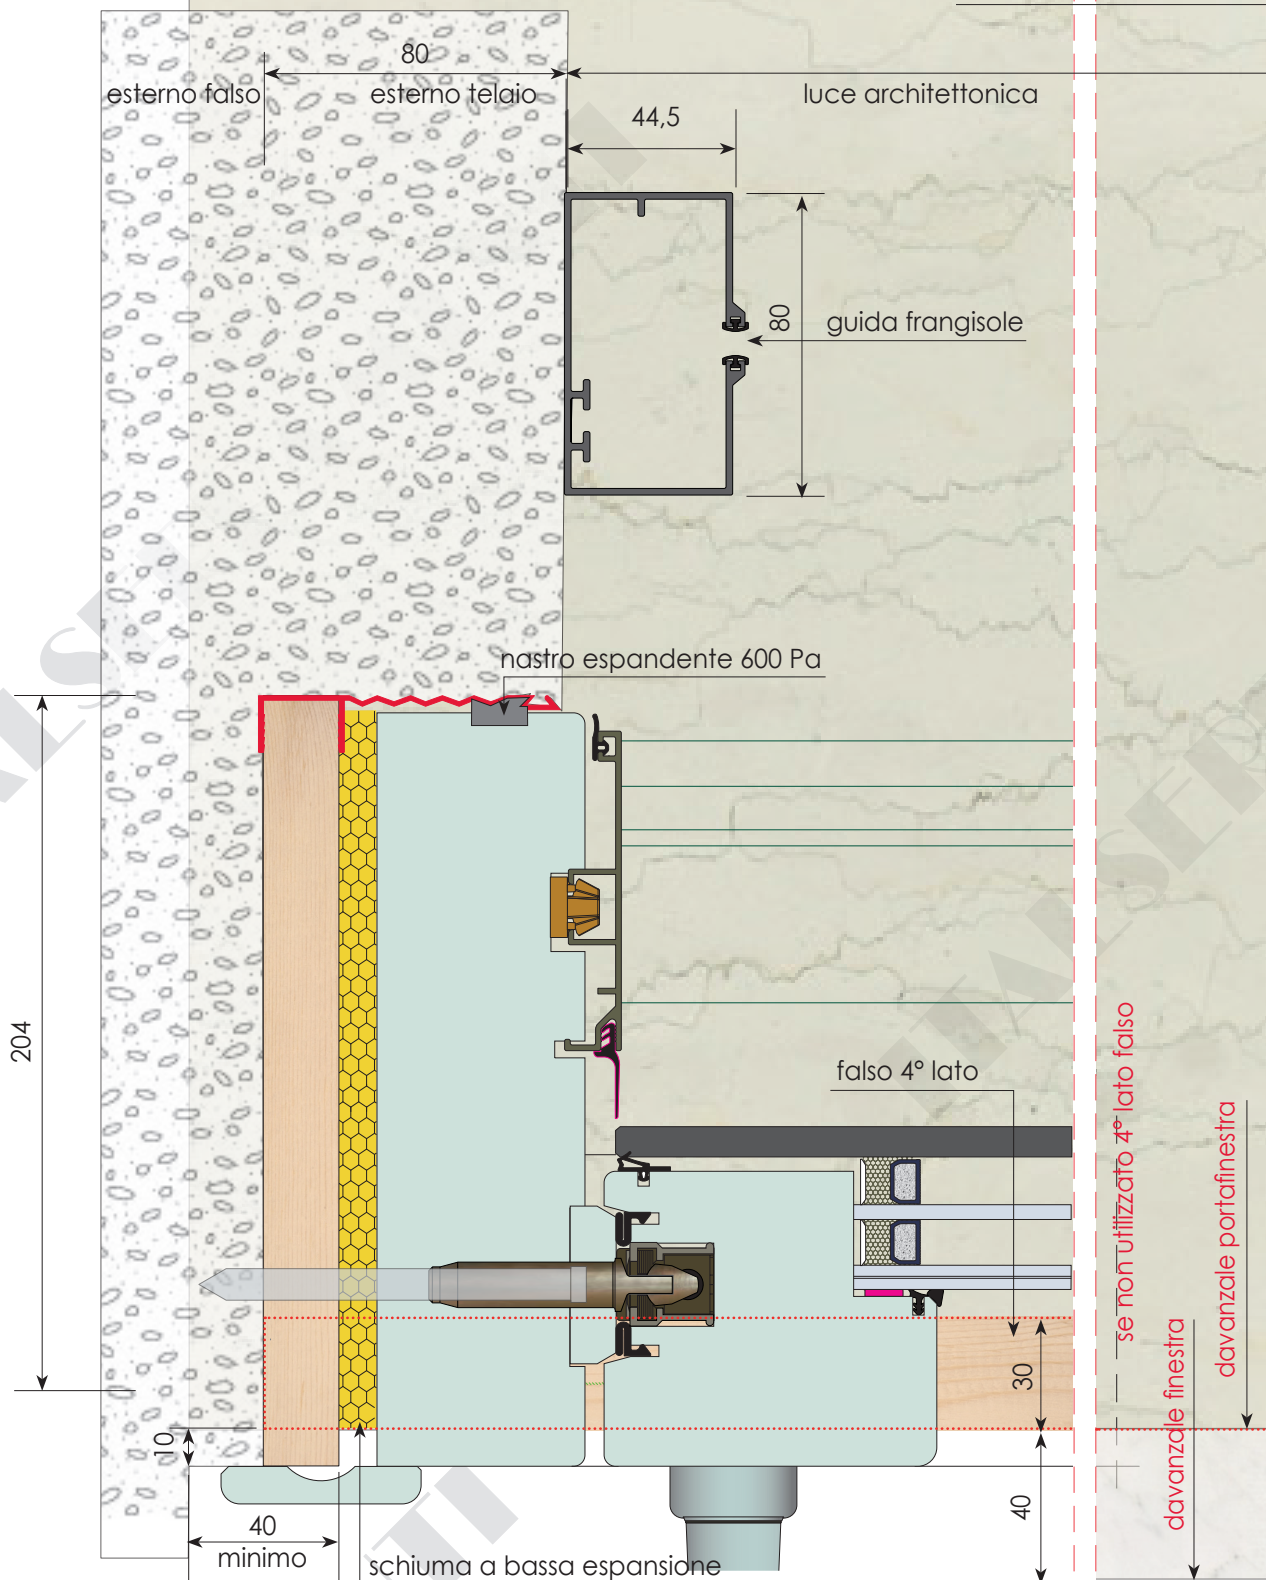 80
esterno falso
esterno telaio
luce architettonica
44,5
80
guida frangisole
nastro espandente 600 Pa
204
falso 4° lato
se non utilizzato 4° lato falso
davanzale portafinestra
davanzale finestra
30
10
40
40
minimo
schiuma a bassa espansione